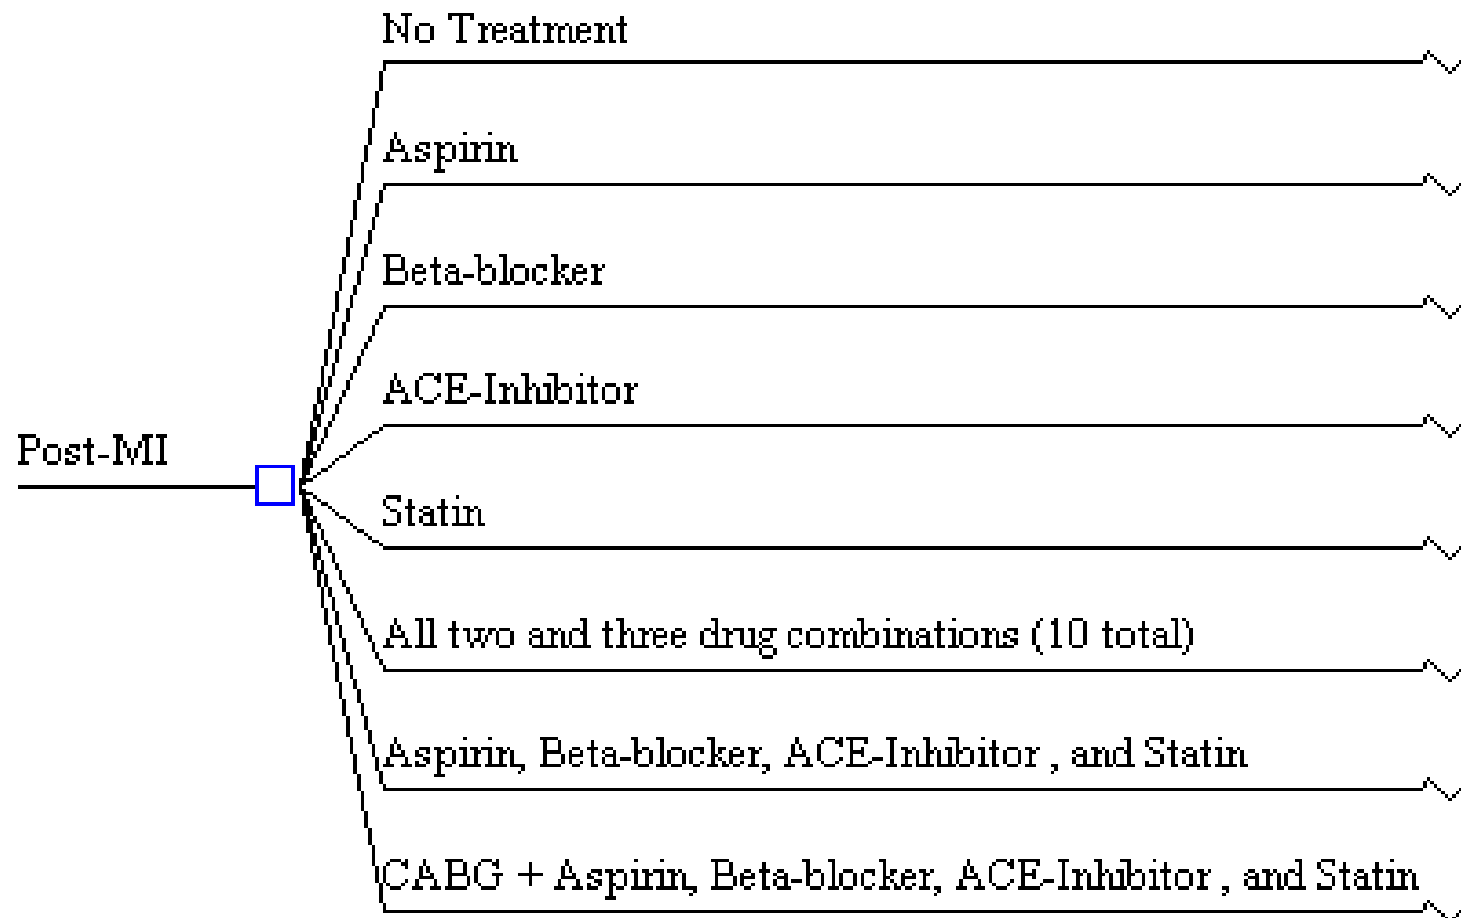 No Treatment
Aspirin
Beta-blocker
ACE-Inhibitor
Post-MI
Statin
All two and three drug combinations (10 total)
Aspirin, Beta-blocker, ACE-Inhibitor , and Statin
CABG + Aspirin, Beta-blocker, ACE-Inhibitor , and Statin